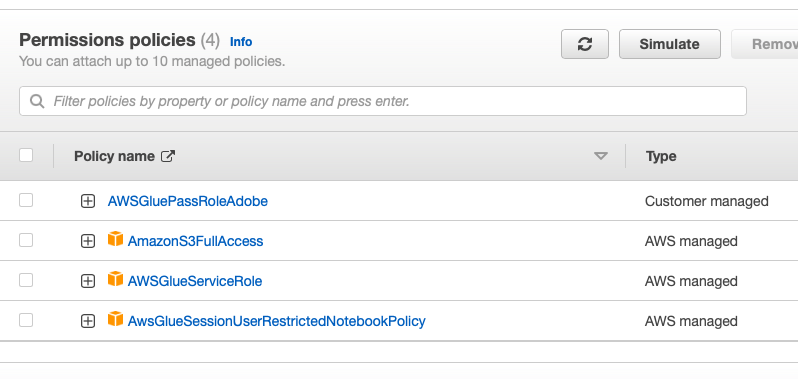 Permissions policies (4) Info
You can attach up to 10 managed policies.
Simulate
Remov
Filter policies by property or policy name and press enter.
Policy name Type
AWSGluePassRoleAdobe Customer managed
AmazonS3FullAccess AWS managed
AWSGlueServiceRole AWS managed
AwsGlueSessionUserRestrictedNotebookPolicy AWS managed